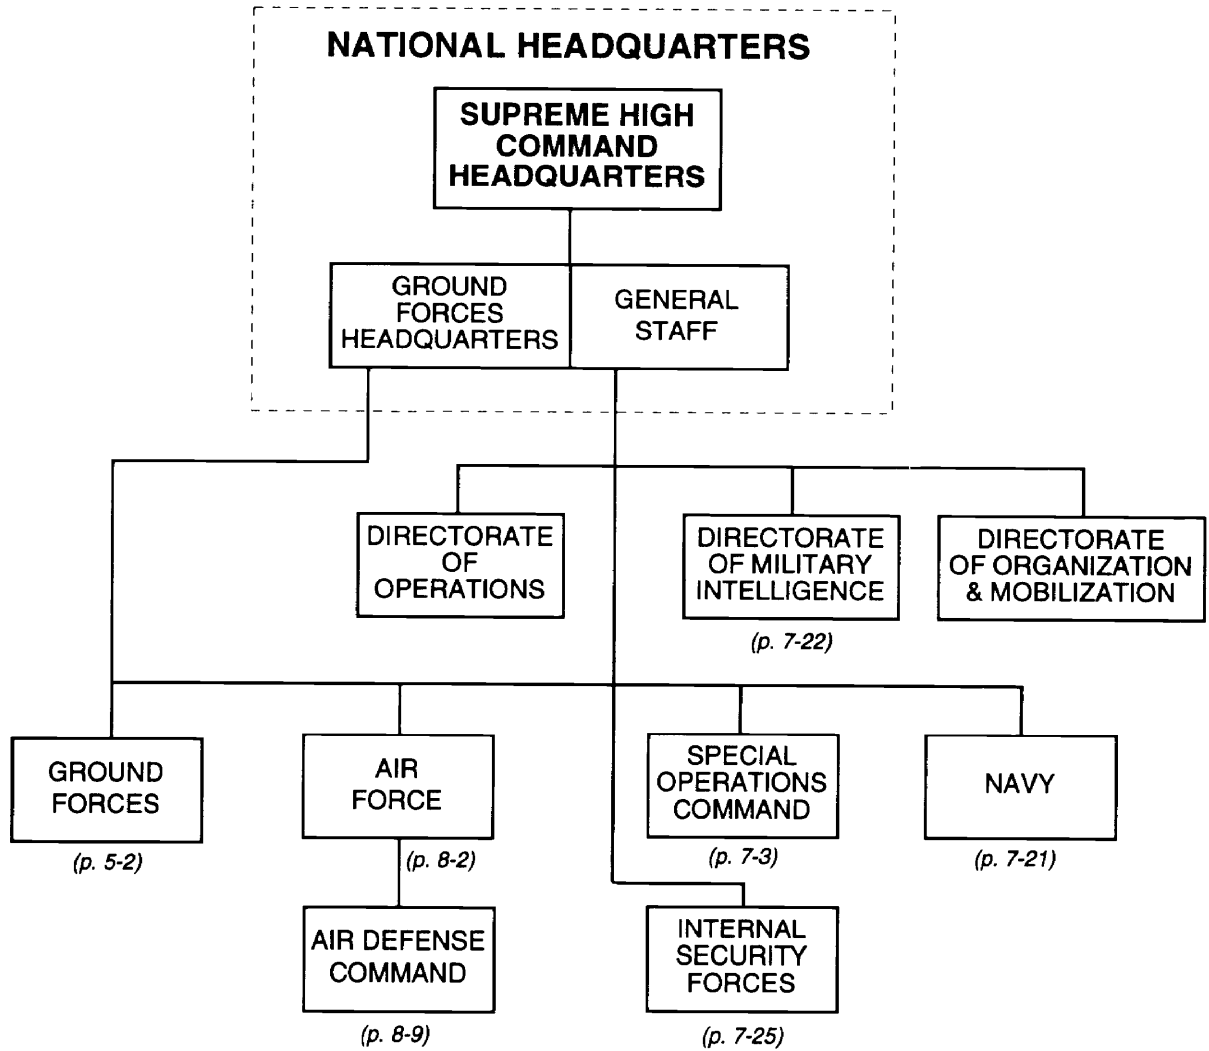 NATIONAL HEADQUARTERS
SUPREME HIGH
COMMAND
HEADQUARTERS
GROUND
FORCES
HEADQUARTERS
GENERAL
STAFF
DIRECTORATE
OF
OPERATIONS
DIRECTORATE
OF MILITARY
INTELLIGENCE
(p. 7-22)
DIRECTORATE
OF ORGANIZATION
& MOBILIZATION
GROUND
FORCES
(p. 5-2)
AIR
FORCE
(p. 8-2)
SPECIAL
OPERATIONS
COMMAND
(p. 7-3)
NAVY
(p. 7-21)
AIR DEFENSE
COMMAND
(p. 8-9)
INTERNAL
SECURITY
FORCES
(p. 7-25)